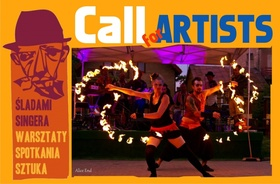 Call for ARTISTS
ŚLADAMI
SINGERA
WARSZTATY
SPOTKANIA
SZTUKA